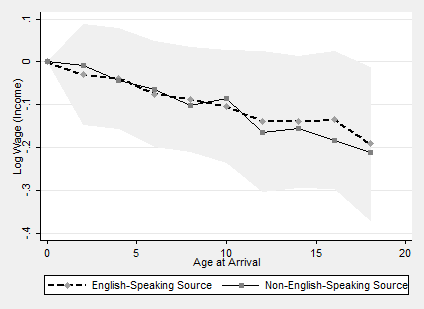 .1
0
-.1
-.2
-.3
-.4
Log Wage (Income)
0 5 10 15 20
Age at Arrival
English-Speaking Source Non-English-Speaking Source